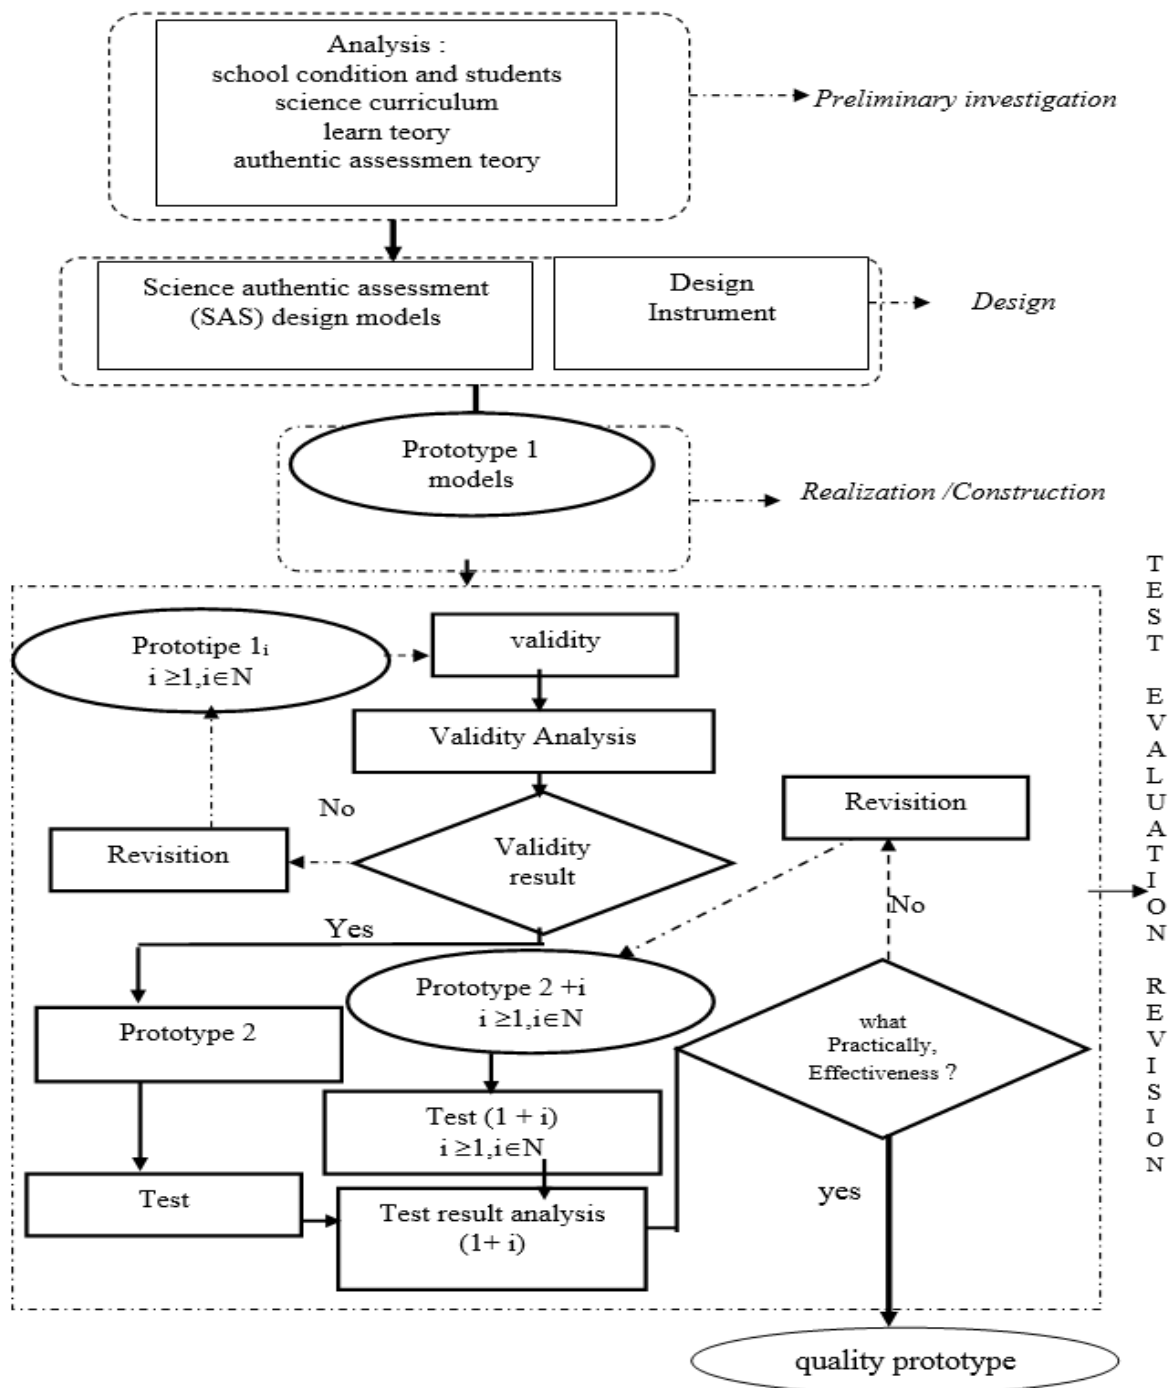 Analysis :
school condition and students
science curriculum
learn teory
authentic assessmen teory
Preliminary investigation
Science authentic assessment
(SAS) design models
Design
Instrument
Design
Prototype 1
models
Realization /Construction
Prototipe 1i
i ≥1,i∈N
validity
Validity Analysis
No
Revisition
Validity
result
Revisition
No
Yes
Prototype 2
Prototype 2 +i
i ≥1,i∈N
what
Practically,
Effectiveness ?
Test (1 + i)
i ≥1,i∈N
Test
Test result analysis
(1+ i)
yes
quality prototype
TEST EVALUATION REVISION